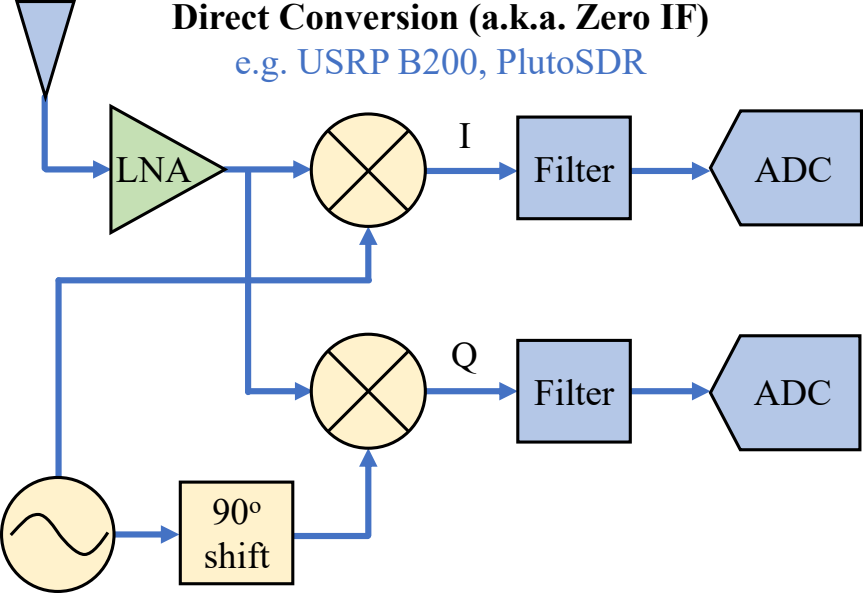 Direct Conversion (a.k.a. Zero IF)
e.g. USRP B200, PlutoSDR
LNA
I
Filter
ADC
Q
Filter
ADC
90º
shift